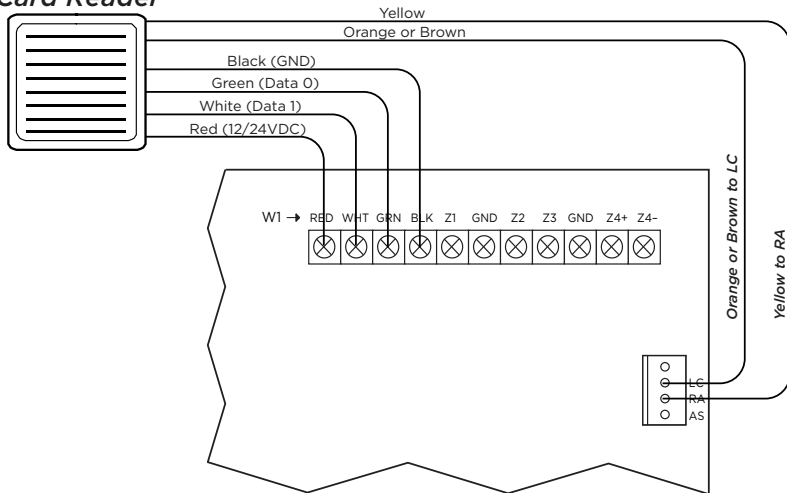 Card Reader
Yellow
Orange or Brown
Black (GND)
Green (Data 0)
White (Data 1)
Red (12/24VDC)
W1 → RED WHT GRN BLK Z1 GND Z2 Z3 GND Z4+ Z4–
Orange or Brown to LC
Yellow to RA
LC
RA
AS